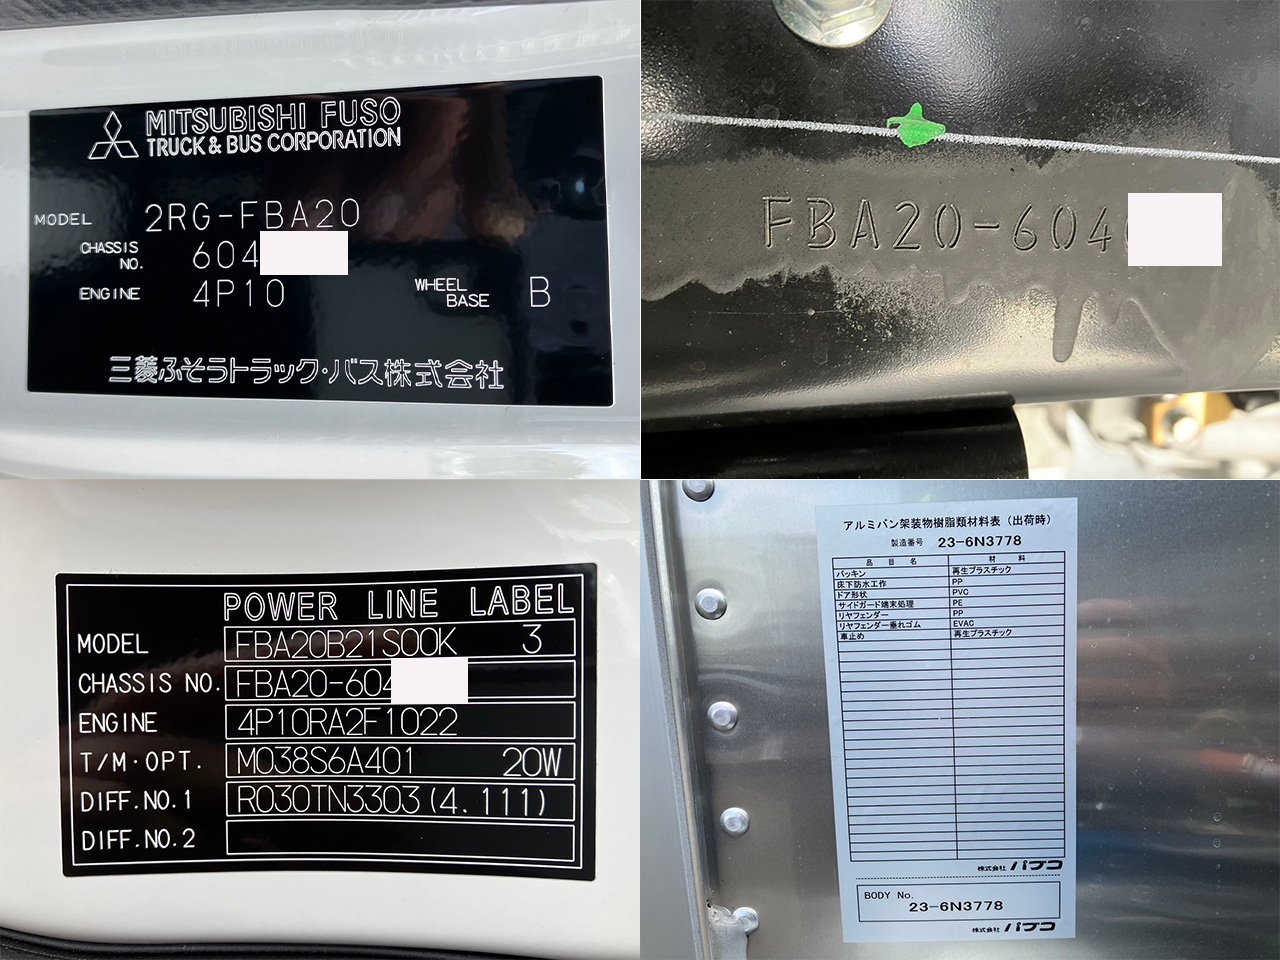 MITSUBISHI FUSO
TRUCK & BUS CORPORATION
MODEL 2RG-FBA20
CHASSIS NO. 604
ENGINE 4P10 WHEEL BASE B
三菱ふそうトラック・バス株式会社
FBA20-604
POWER LINE LABEL
MODEL FBA20B21S00K 3
CHASSIS NO. FBA20-604
ENGINE 4P10RA2F1022
T/M・OPT. M038S6A401 20W
DIFF.NO.1 R030TN3303(4.111)
DIFF.NO.2
アルミバン架装物樹脂類材料表（出荷時）
製造番号 23-6N3778
品目名 材料
パッキン 再生プラスチック
床下防水工作 PP
ドア形状 PVC
サイドガード端末処理 PE
リヤフェンダー PP
リヤフェンダー垂れゴム EVAC
車止め 再生プラスチック
株式会社 パブコ
BODY No.
23-6N3778
株式会社 パブコ